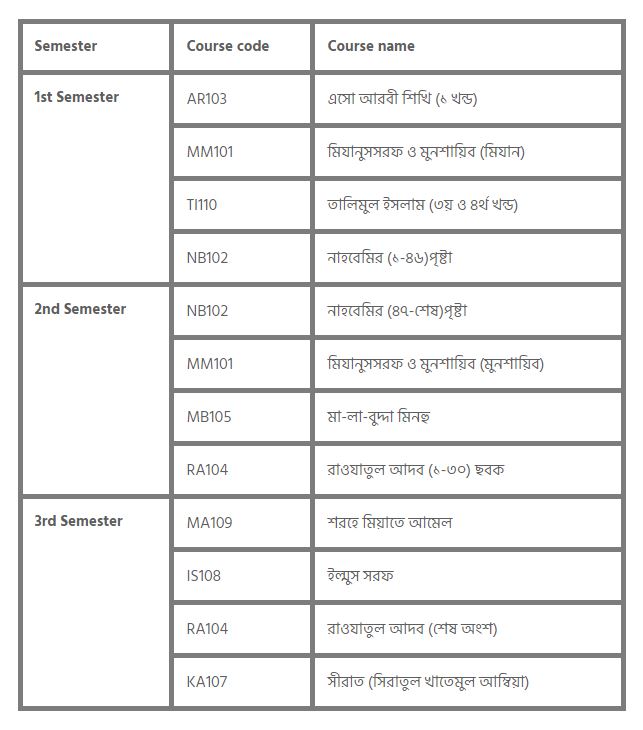 Semester Course code Course name
1st Semester AR103 এসো আরবী শিখি (১ খন্ড)
MM101 মিযানুসসরফ ও মুনশায়িব (মিযান)
TI110 তালিমুল ইসলাম (৩য় ও ৪র্থ খন্ড)
NB102 নাহবেমির (১-৪৬)পৃষ্টা
2nd Semester NB102 নাহবেমির (৪৭-শেষ)পৃষ্টা
MM101 মিযানুসসরফ ও মুনশায়িব (মুনশায়িব)
MB105 মা-লা-বুদ্দা মিনহু
RA104 রাওযাতুল আদব (১-৩০) ছবক
3rd Semester MA109 শরহে মিয়াতে আমেল
IS108 ইল্মুস সরফ
RA104 রাওযাতুল আদব (শেষ অংশ)
KA107 সীরাত (সিরাতুল খাতেমুল আম্বিয়া)